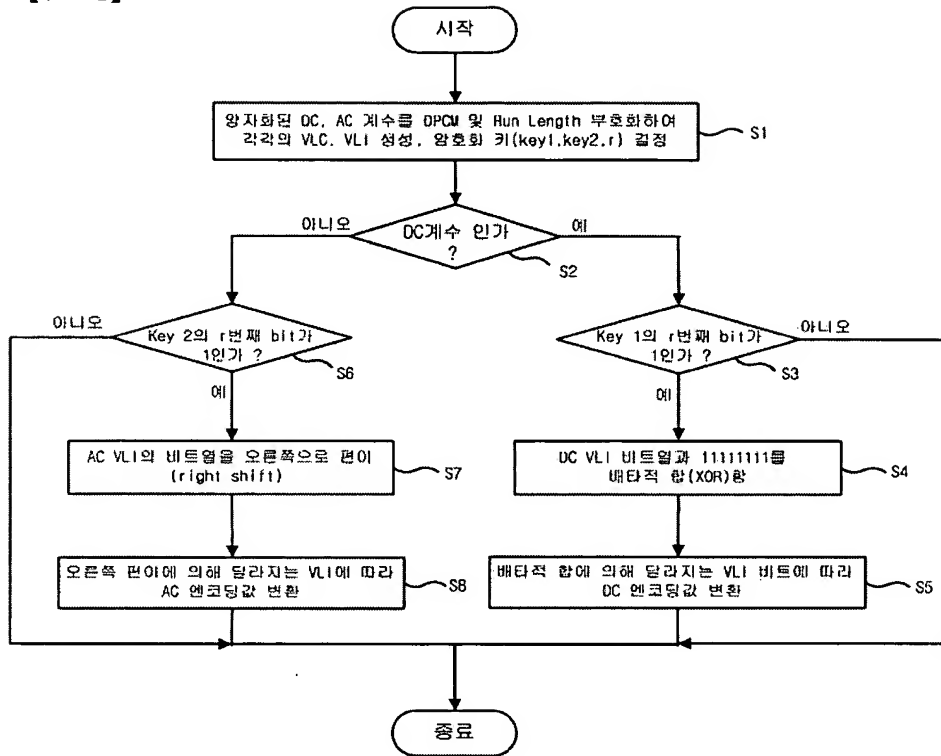 시작
양자화된 DC, AC 계수를 DPCM 및 Run Length 부호화하여
각각의 VLC, VLI 생성, 암호화 키(key1,key2,r) 결정
S1
아니오
DC계수 인가
?
예
S2
아니오
Key 2의 r번째 bit가
1인가 ?
S6
예
Key 1의 r번째 bit가
1인가 ?
아니오
S3
예
AC VLI의 비트열을 오른쪽으로 편이
(right shift)
S7
DC VLI 비트열과 11111111를
배타적 합(XOR)함
S4
오른쪽 편이에 의해 달라지는 VLI에 따라
AC 엔코딩값 변환
S8
배타적 합에 의해 달라지는 VLI 비트에 따라
DC 엔코딩값 변환
S5
종료